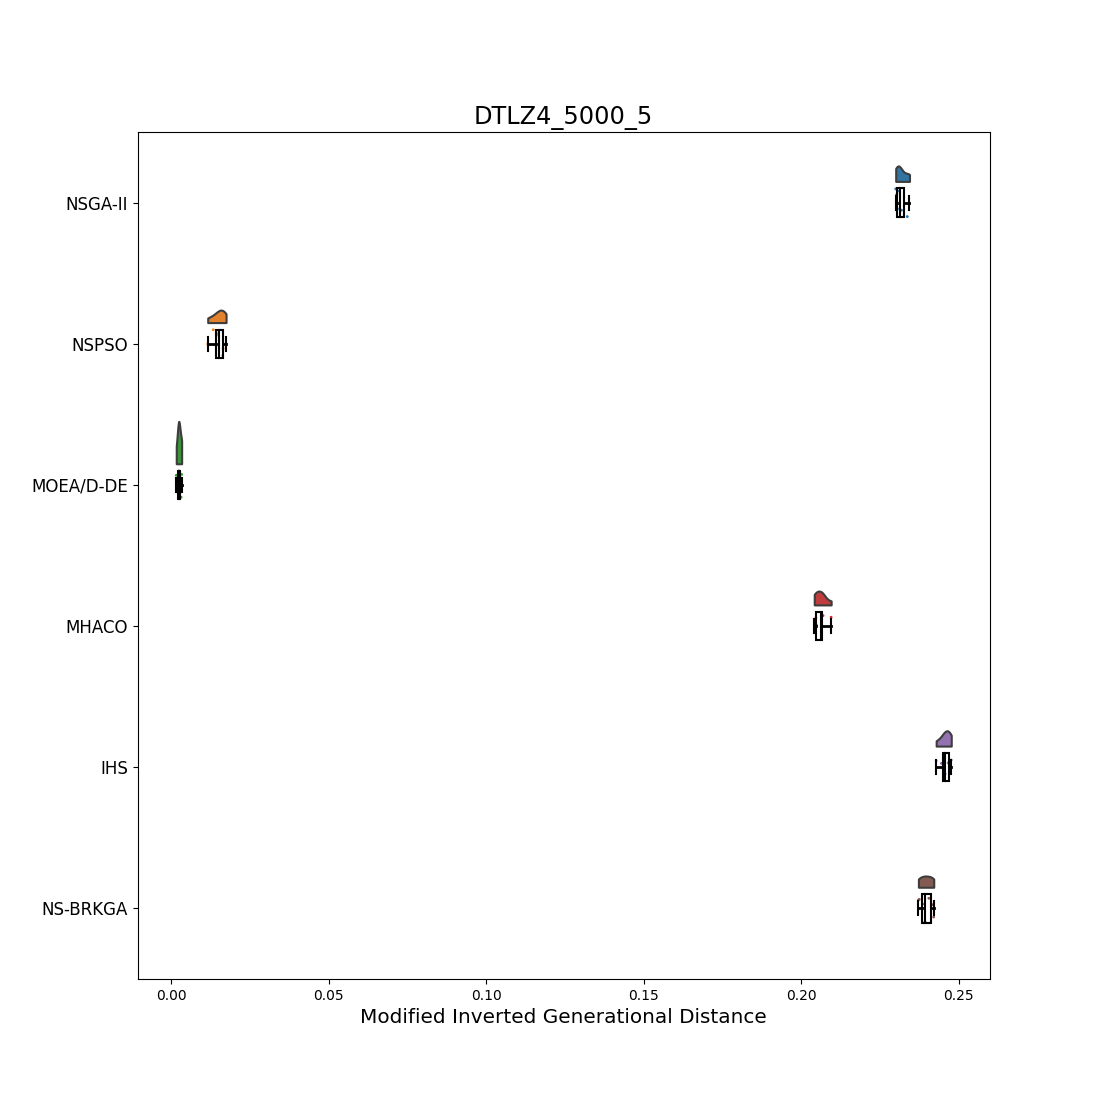 DTLZ4_5000_5
NSGA-II
NSPSO
MOEA/D-DE
MHACO
IHS
NS-BRKGA
0.00 0.05 0.10 0.15 0.20 0.25
Modified Inverted Generational Distance